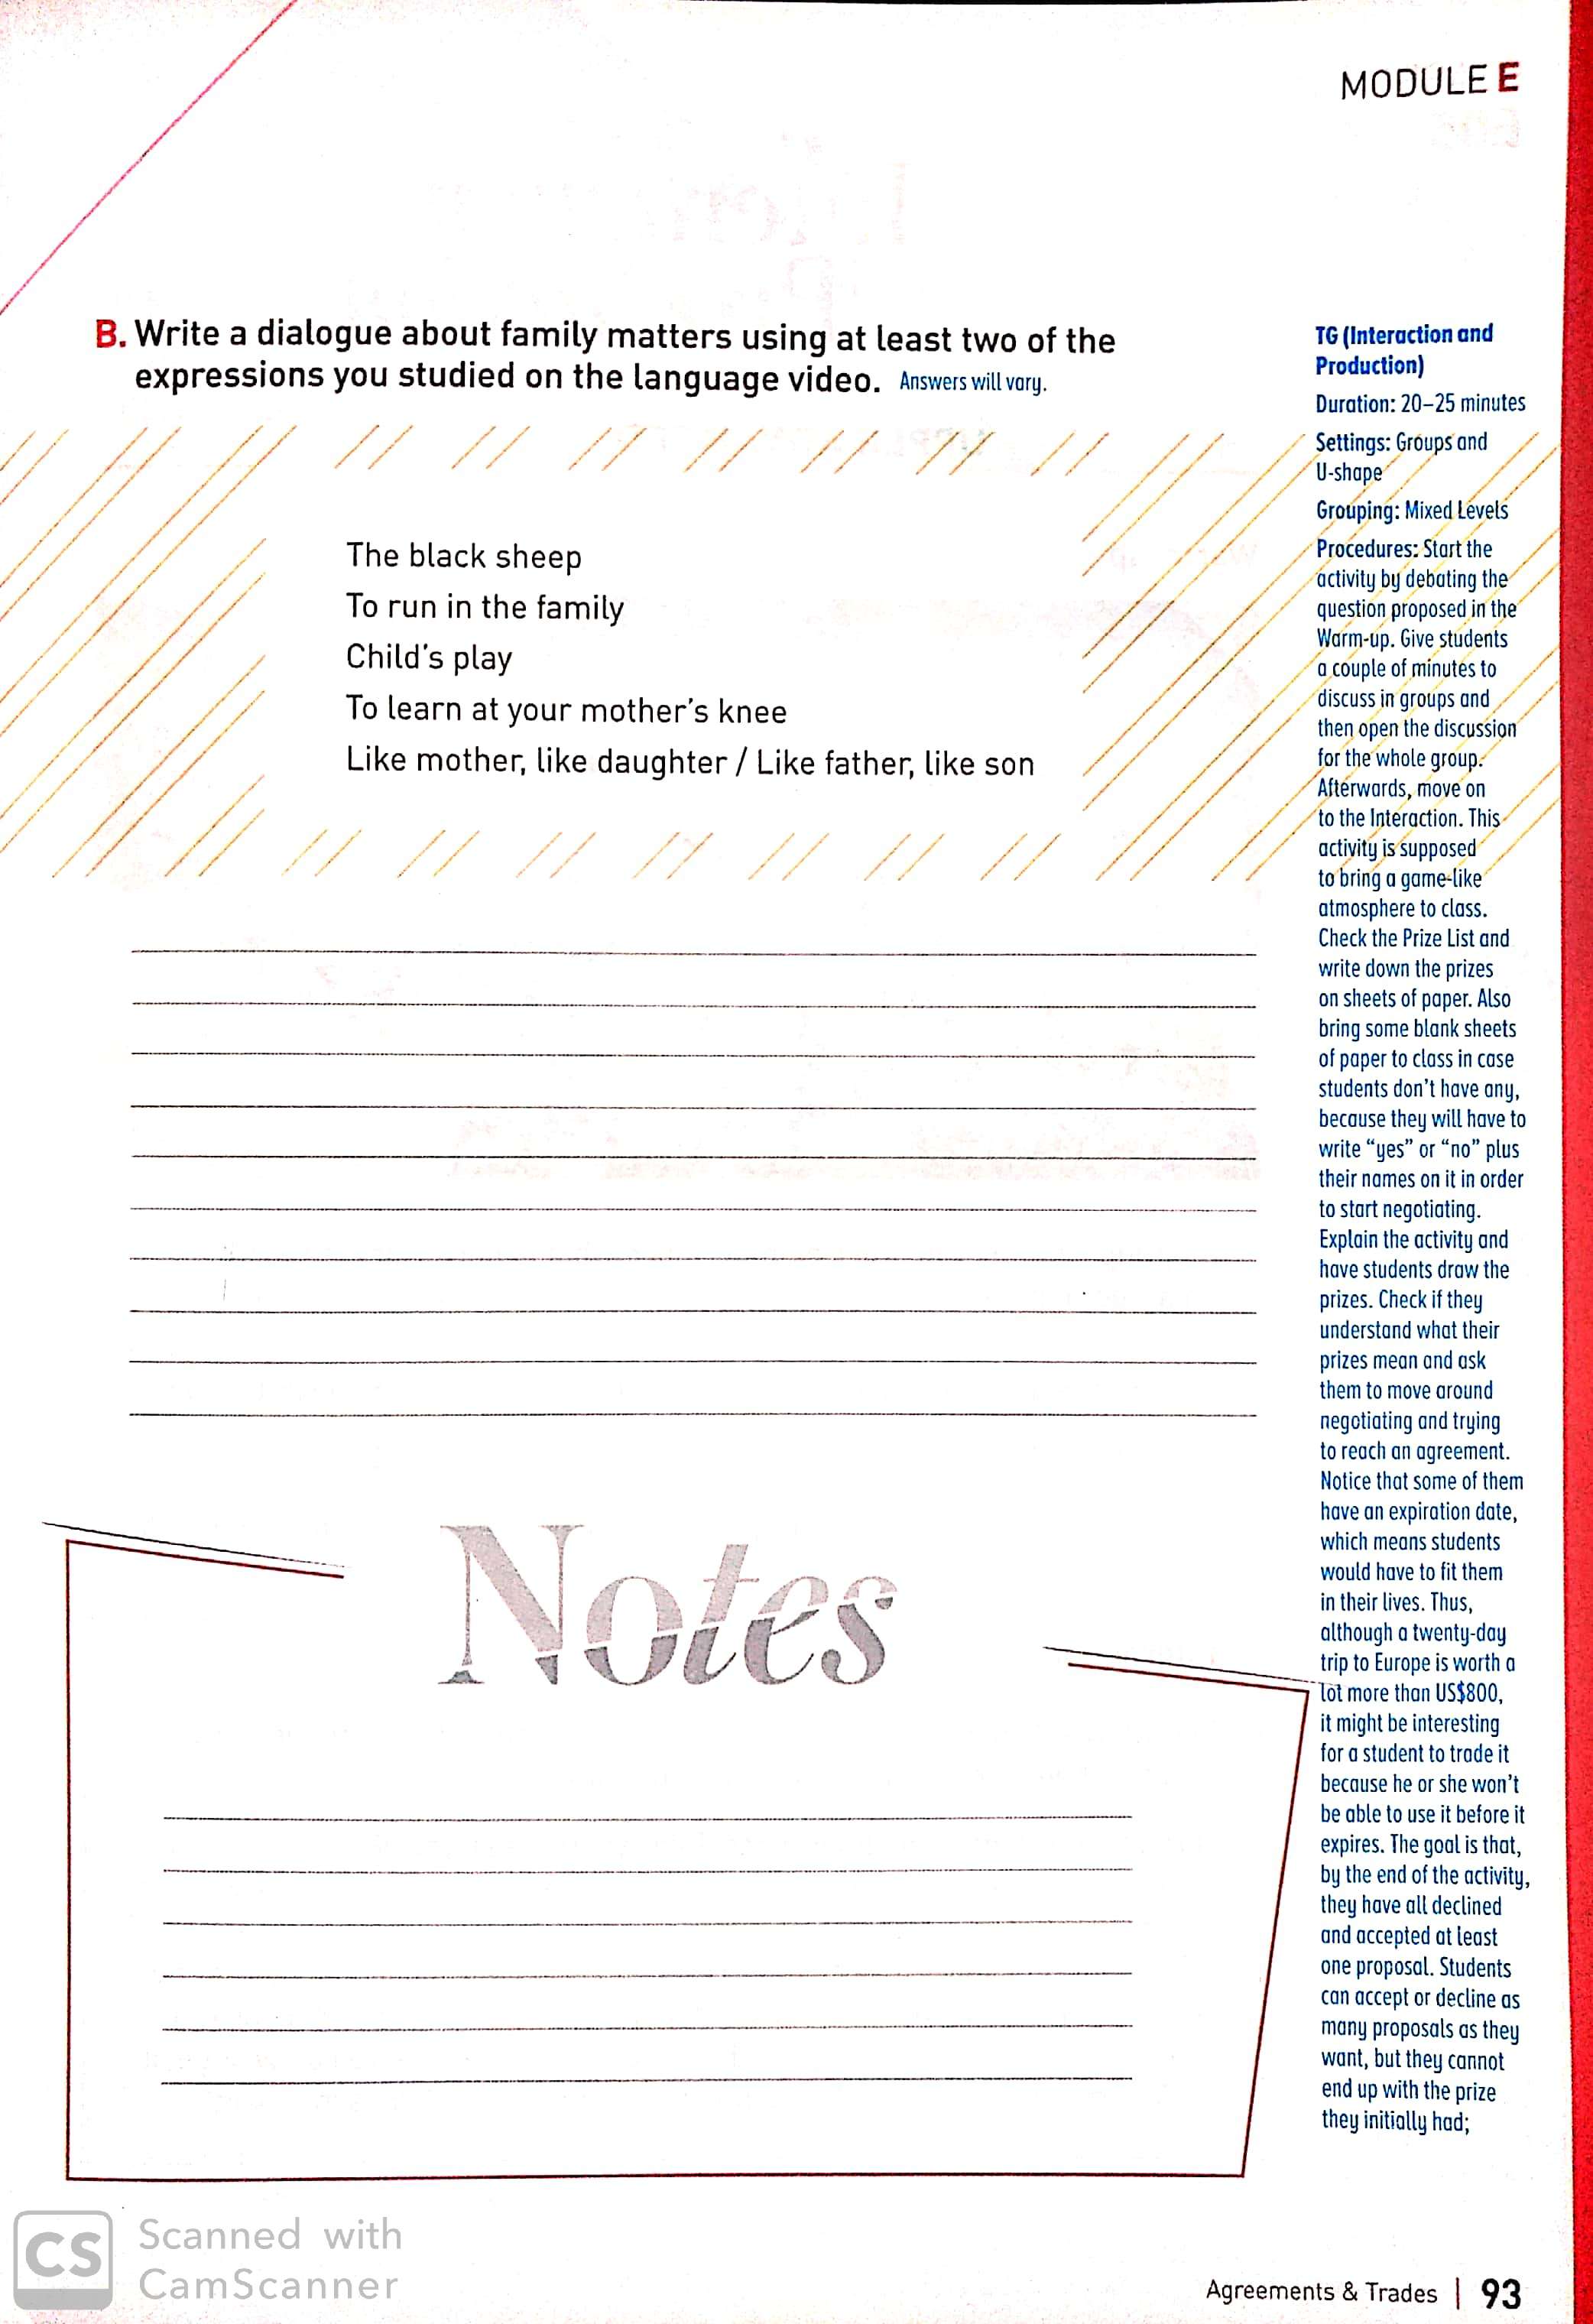 MODULE E
B. Write a dialogue about family matters using at least two of the
expressions you studied on the language video. Answers will vary.
The black sheep
To run in the family
Child's play
To learn at your mother's knee
Like mother, like daughter / Like father, like son
Notes
TG (Interaction and
Production)
Duration: 20–25 minutes
Settings: Groups and
U-shape
Grouping: Mixed Levels
Procedures: Start the
activity by debating the
question proposed in the
Warm-up. Give students
a couple of minutes to
discuss in groups and
then open the discussion
for the whole group.
Afterwards, move on
to the Interaction. This
activity is supposed
to bring a game-like
atmosphere to class.
Check the Prize List and
write down the prizes
on sheets of paper. Also
bring some blank sheets
of paper to class in case
students don't have any,
because they will have to
write “yes” or “no” plus
their names on it in order
to start negotiating.
Explain the activity and
have students draw the
prizes. Check if they
understand what their
prizes mean and ask
them to move around
negotiating and trying
to reach an agreement.
Notice that some of them
have an expiration date,
which means students
would have to fit them
in their lives. Thus,
although a twenty-day
trip to Europe is worth a
lot more than US$800,
it might be interesting
for a student to trade it
because he or she won't
be able to use it before it
expires. The goal is that,
by the end of the activity,
they have all declined
and accepted at least
one proposal. Students
can accept or decline as
many proposals as they
want, but they cannot
end up with the prize
they initially had;
CS Scanned with
CamScanner
Agreements & Trades | 93